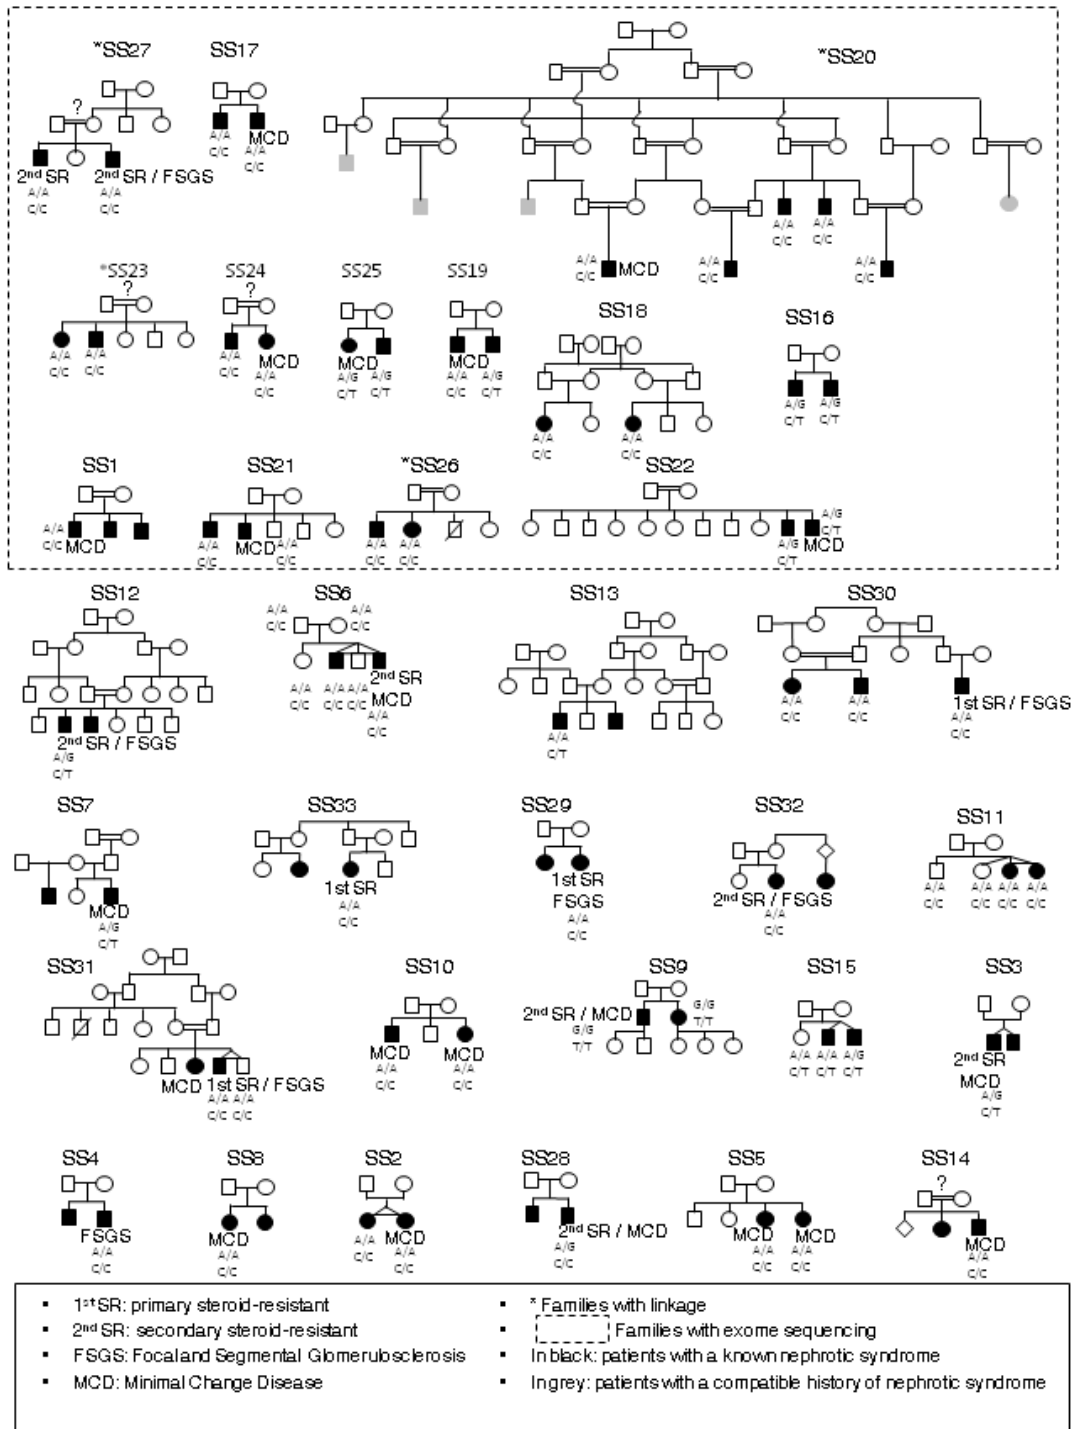 *SS27 SS17 *SS20
?
A/A MCD
C/C A/A
C/C
2nd SR 2nd SR / FSGS
A/A A/A
C/C C/C
A/A A/A
C/C C/C
A/A MCD A/A A/A
C/C C/C C/C
*SS23 SS24 SS25 SS19
? ?
SS18 SS16
A/A A/A A/A MCD MCD MCD
C/C C/C C/C A/A A/G A/G A/A A/G
C/C C/T C/T C/C C/T
A/G A/G
C/T C/T
A/A A/A
C/C C/C
SS1 SS21 *SS26 SS22
A/A A/G
C/C C/T
MCD MCD MCD
A/A A/A A/A A/A A/G
C/C C/C C/C C/C C/T
SS12 SS6 SS13 SS30
A/A A/A
C/C C/C
2nd SR
MCD
A/A A/A A/A A/A
C/C C/C C/C C/C
2nd SR / FSGS
A/G
C/T
A/A
C/T
A/A A/A 1st SR / FSGS
C/C C/C A/A
C/C
SS7 SS33 SS29 SS32 SS11
MCD 1st SR 1st SR 2nd SR / FSGS
A/G A/A FSGS A/A
C/T C/C A/A C/C
C/C
A/A A/A A/A A/A
C/C C/C C/C C/C
SS31 SS10 SS9 SS15 SS3
2nd SR / MCD G/G
G/G T/T
T/T
MCD 1st SR / FSGS
A/A A/A
C/C C/C
MCD MCD
A/A A/A
C/C C/C
A/A A/A A/G
C/T C/T C/T
2nd SR
MCD
A/G
C/T
SS4 SS8 SS2 SS28 SS5 SS14
?
FSGS MCD MCD 2nd SR / MCD MCD MCD MCD
A/A A/A A/A A/A A/G A/A A/A A/A
C/C C/C C/C C/C C/T C/C C/C C/C
▪ 1st SR: primary steroid-resistant
▪ 2nd SR: secondary steroid-resistant
▪ FSGS: Focal and Segmental Glomerulosclerosis
▪ MCD: Minimal Change Disease
▪ * Families with linkage
▪ Families with exome sequencing
▪ In black: patients with a known nephrotic syndrome
▪ In grey: patients with a compatible history of nephrotic syndrome